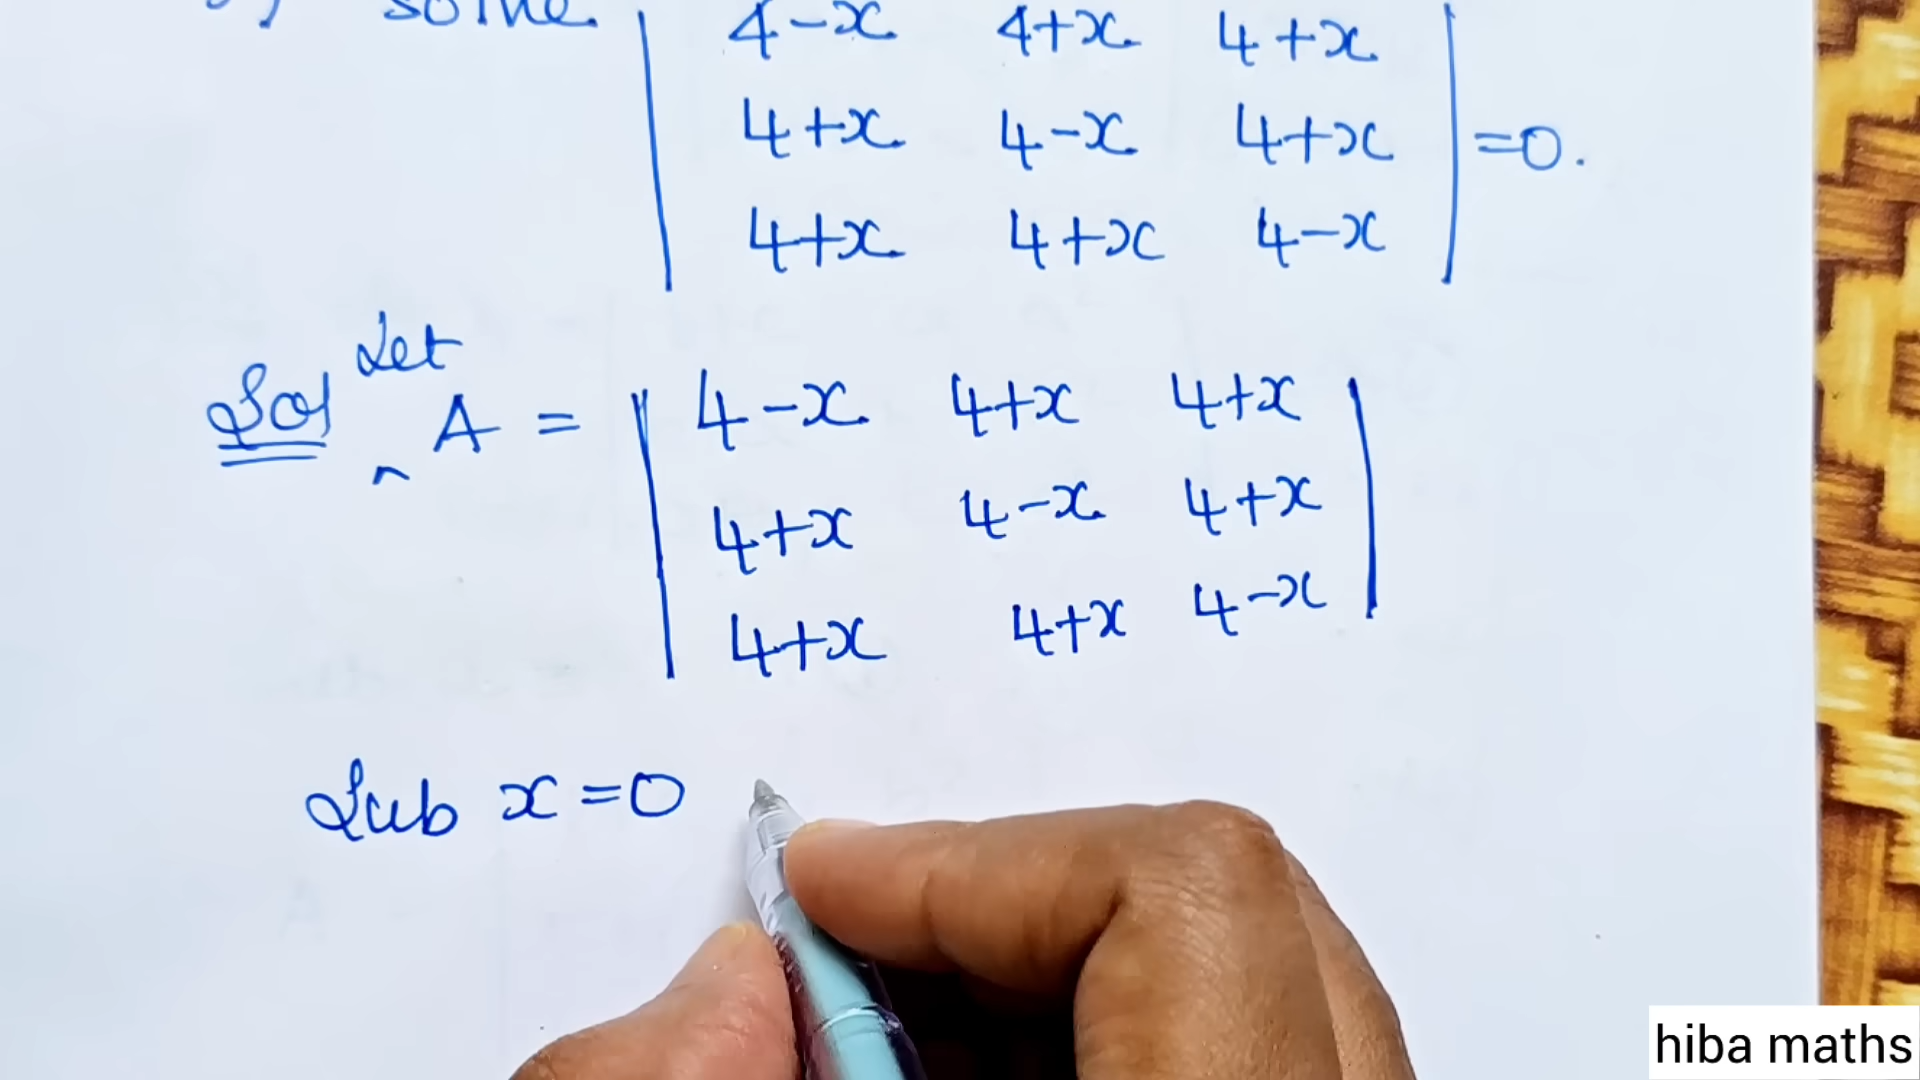 Solve | 4-x 4+x 4+x |
| 4+x 4-x 4+x | =0.
| 4+x 4+x 4-x |
Sol Let A = | 4-x 4+x 4+x |
^
| 4+x 4-x 4+x |
| 4+x 4+x 4-x |
Sub x=0
hiba maths